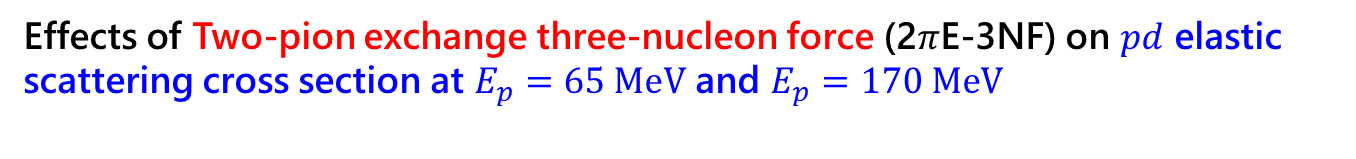 Effects of Two-pion exchange three-nucleon force (2πE-3NF) on pd elastic
scattering cross section at Eₚ = 65 MeV and Eₚ = 170 MeV